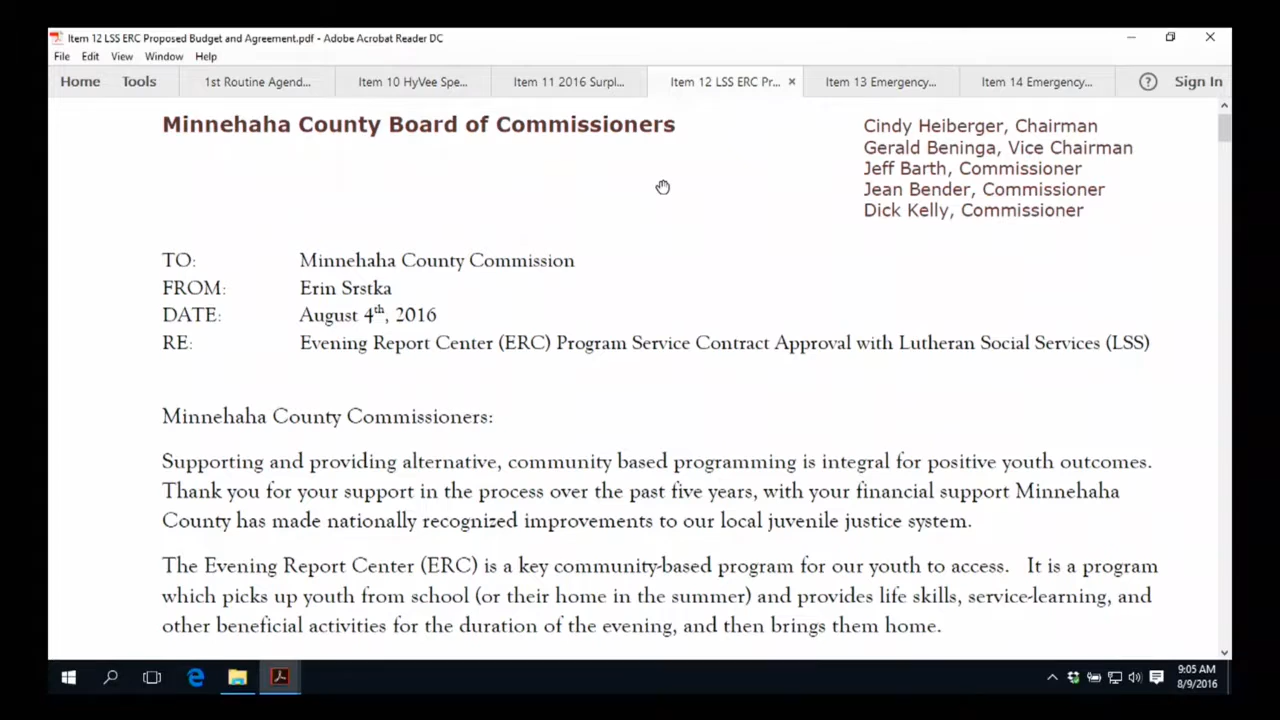 Item 12 LSS ERC Proposed Budget and Agreement.pdf - Adobe Acrobat Reader DC
File Edit View Window Help
Home Tools 1st Routine Agend... Item 10 HyVee Spe... Item 11 2016 Surpl... Item 12 LSS ERC Pr... × Item 13 Emergency... Item 14 Emergency... ? Sign In
Minnehaha County Board of Commissioners
Cindy Heiberger, Chairman
Gerald Beninga, Vice Chairman
Jeff Barth, Commissioner
Jean Bender, Commissioner
Dick Kelly, Commissioner
TO: Minnehaha County Commission
FROM: Erin Srstka
DATE: August 4th, 2016
RE: Evening Report Center (ERC) Program Service Contract Approval with Lutheran Social Services (LSS)
Minnehaha County Commissioners:
Supporting and providing alternative, community based programming is integral for positive youth outcomes.
Thank you for your support in the process over the past five years, with your financial support Minnehaha
County has made nationally recognized improvements to our local juvenile justice system.
The Evening Report Center (ERC) is a key community-based program for our youth to access. It is a program
which picks up youth from school (or their home in the summer) and provides life skills, service-learning, and
other beneficial activities for the duration of the evening, and then brings them home.
9:05 AM
8/9/2016